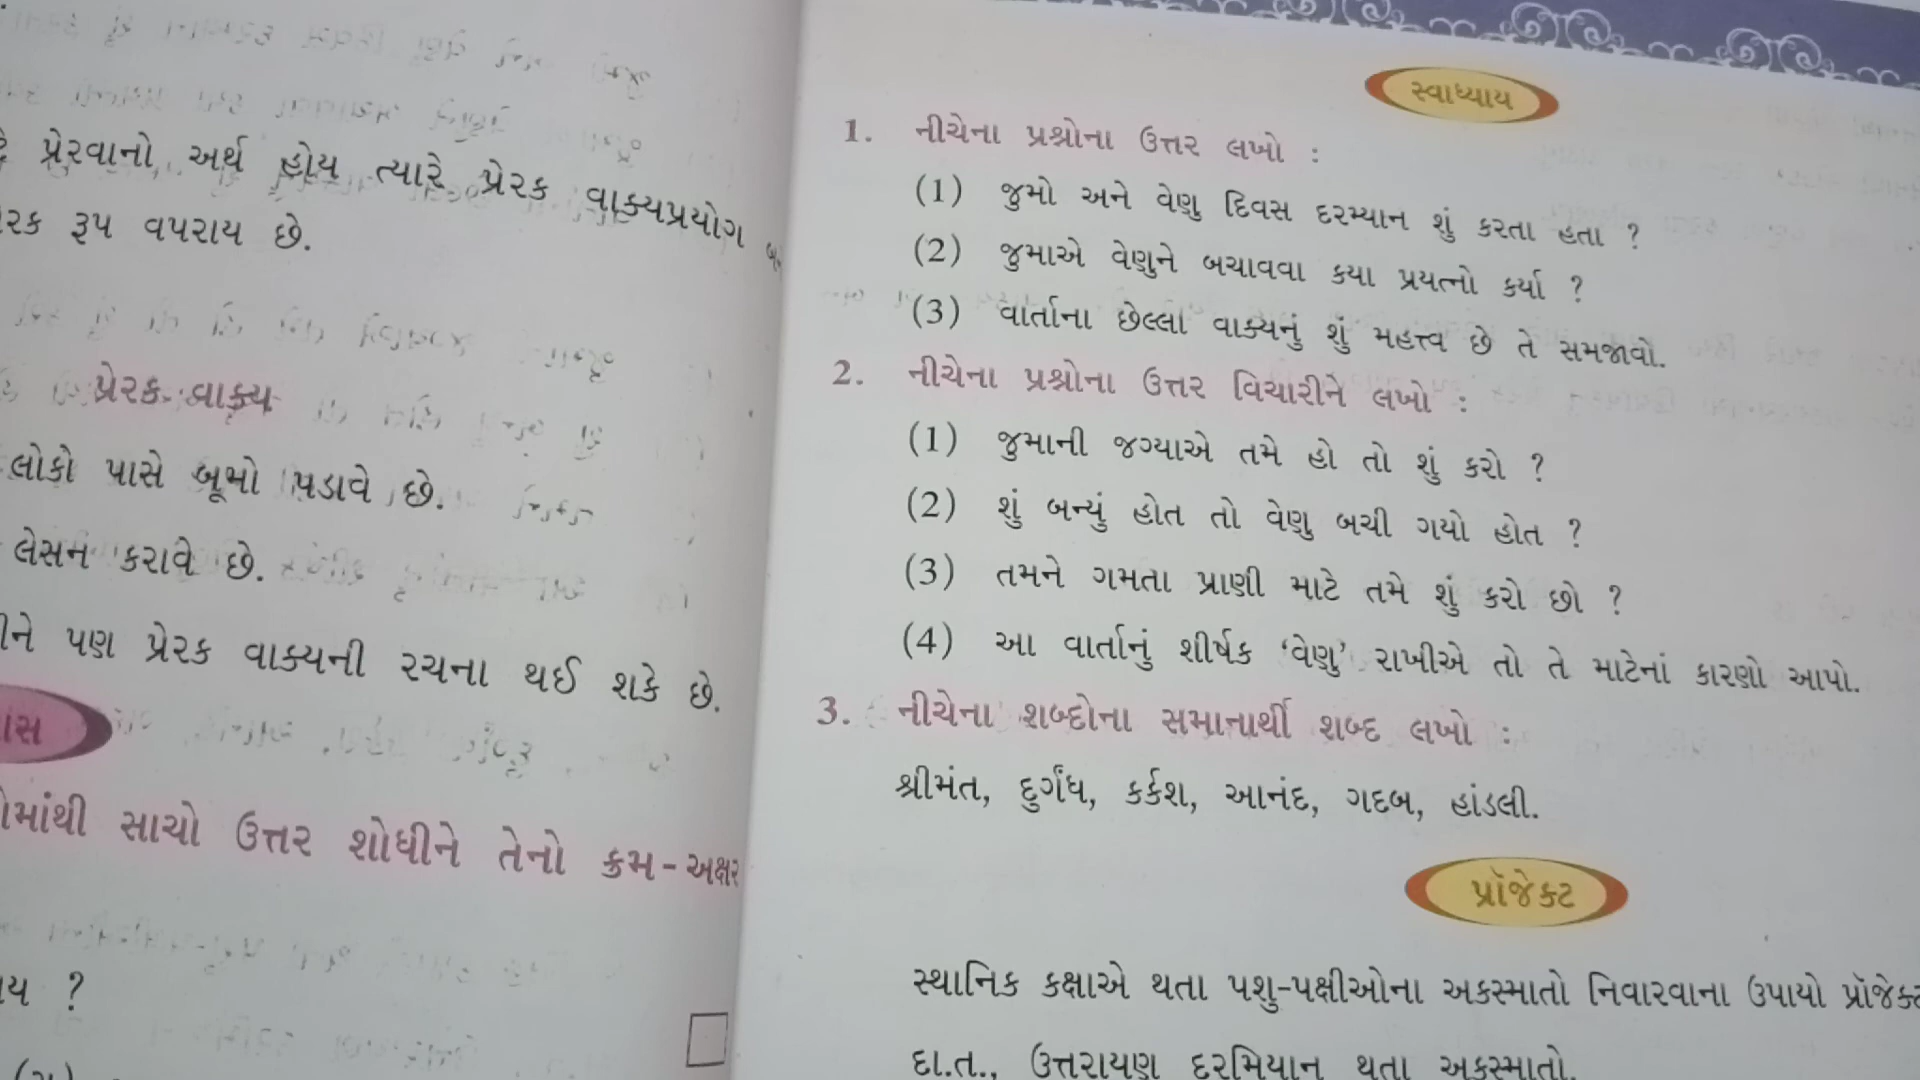 પ્રેરવાનો અર્થ હોય ત્યારે પ્રેરક વાક્યપ્રયોગ
રક રૂપ વપરાય છે.
પ્રેરક વાક્ય
લોકો પાસે બૂમો પડાવે છે.
લેસન કરાવે છે.
ીને પણ પ્રેરક વાક્યની રચના થઈ શકે છે.
ાસ
ોમાંથી સાચો ઉત્તર શોધીને તેનો ક્રમ-અક્ષર
ાય ?
સ્વાધ્યાય
1. નીચેના પ્રશ્નોના ઉત્તર લખો :
(1) જુમો અને વેણુ દિવસ દરમ્યાન શું કરતા હતા ?
(2) જુમાએ વેણુને બચાવવા કયા પ્રયત્નો કર્યા ?
(3) વાર્તાના છેલ્લા વાક્યનું શું મહત્ત્વ છે તે સમજાવો.
2. નીચેના પ્રશ્નોના ઉત્તર વિચારીને લખો :
(1) જુમાની જગ્યાએ તમે હો તો શું કરો ?
(2) શું બન્યું હોત તો વેણુ બચી ગયો હોત ?
(3) તમને ગમતા પ્રાણી માટે તમે શું કરો છો ?
(4) આ વાર્તાનું શીર્ષક ‘વેણુ’ રાખીએ તો તે માટેનાં કારણો આપો.
3. નીચેના શબ્દોના સમાનાર્થી શબ્દ લખો :
શ્રીમંત, દુર્ગંધ, કર્કશ, આનંદ, ગદબ, હાંડલી.
પ્રૉજેક્ટ
સ્થાનિક કક્ષાએ થતા પશુ-પક્ષીઓના અકસ્માતો નિવારવાના ઉપાયો પ્રૉજેક્ટ
દા.ત., ઉત્તરાયણ દરમિયાન થતા અકસ્માતો.